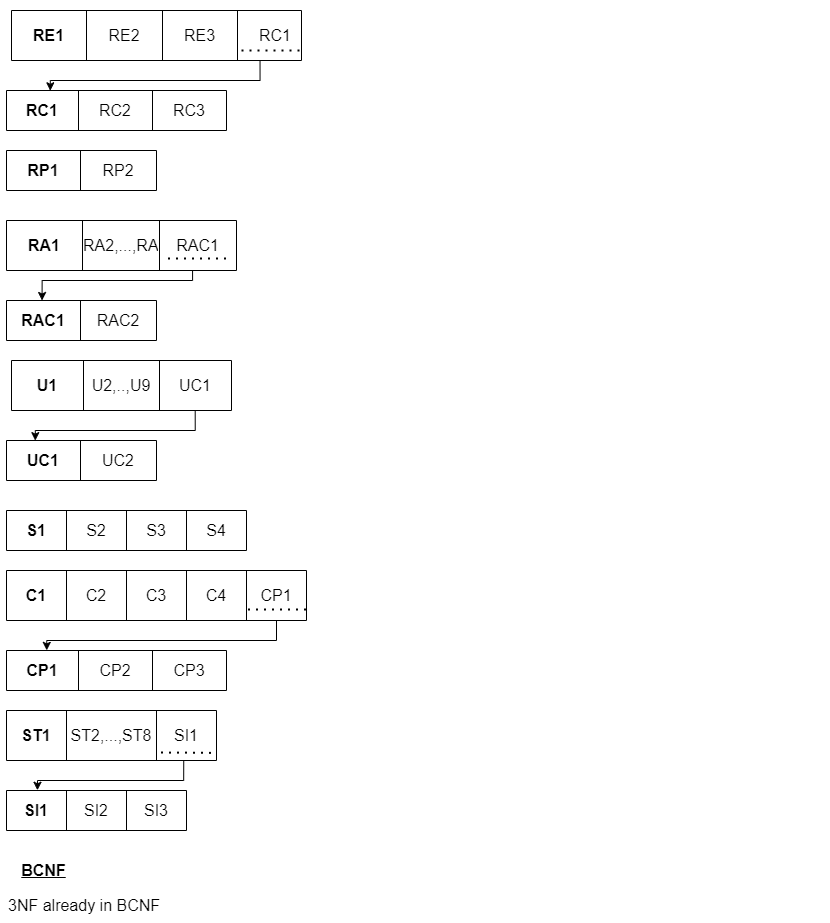 RE1 RE2 RE3 RC1
RC1 RC2 RC3
RP1 RP2
RA1 RA2,...,RA RAC1
RAC1 RAC2
U1 U2,..,U9 UC1
UC1 UC2
S1 S2 S3 S4
C1 C2 C3 C4 CP1
CP1 CP2 CP3
ST1 ST2,...,ST8 SI1
SI1 SI2 SI3
BCNF
3NF already in BCNF